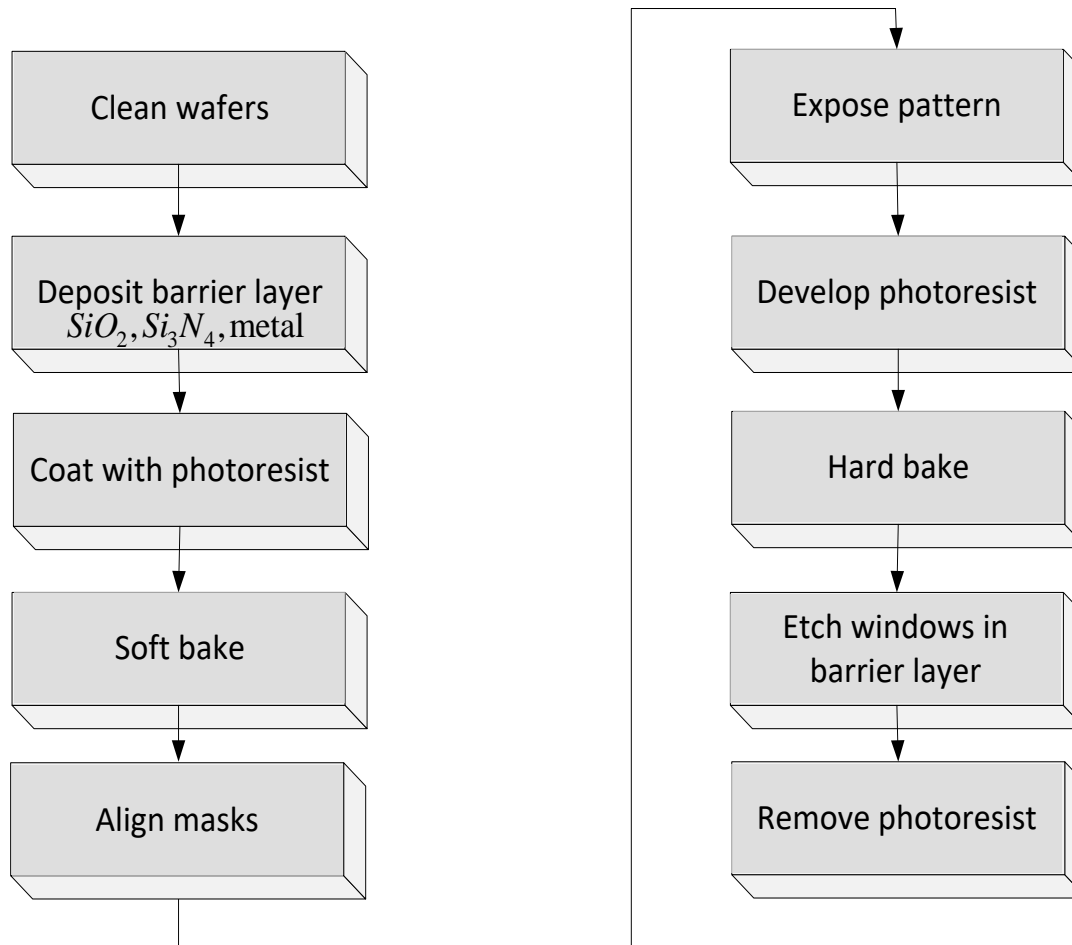 Clean wafers
Deposit barrier layer
SiO₂, Si₃N₄, metal
Coat with photoresist
Soft bake
Align masks
Expose pattern
Develop photoresist
Hard bake
Etch windows in
barrier layer
Remove photoresist